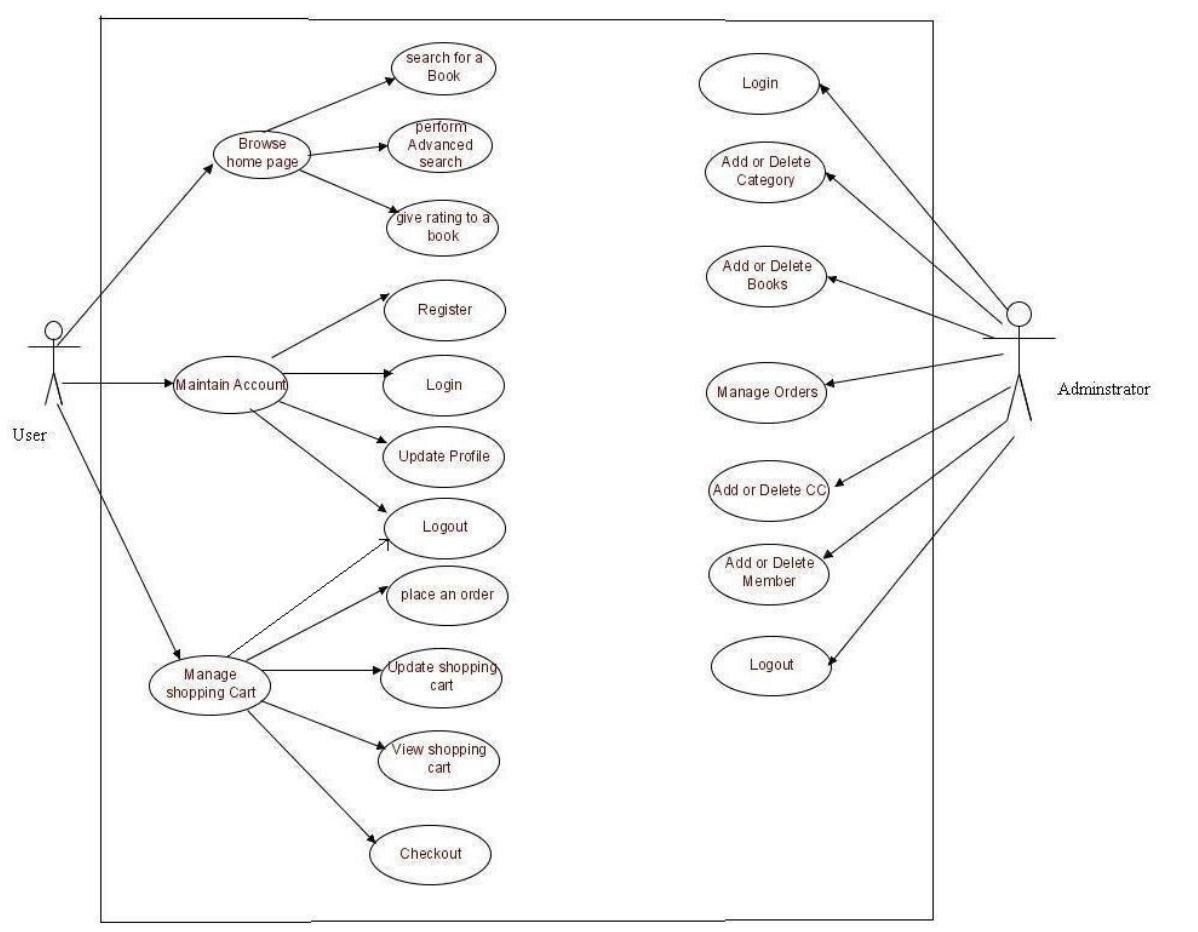 search for a
Book
perform
Advanced
search
Browse
home page
give rating to a
book
Register
Maintain Account
Login
Update Profile
Logout
User
place an order
Manage
shopping Cart
Update shopping
cart
View shopping
cart
Checkout
Login
Add or Delete
Category
Add or Delete
Books
Manage Orders
Adminstrator
Add or Delete CC
Add or Delete
Member
Logout